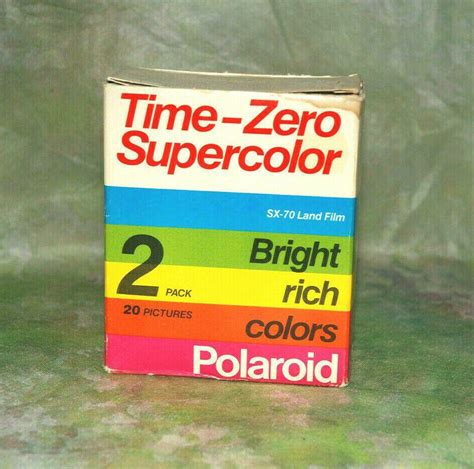 Time-Zero
Supercolor
SX-70 Land Film
2 PACK
20 PICTURES
Bright
rich
colors
Polaroid